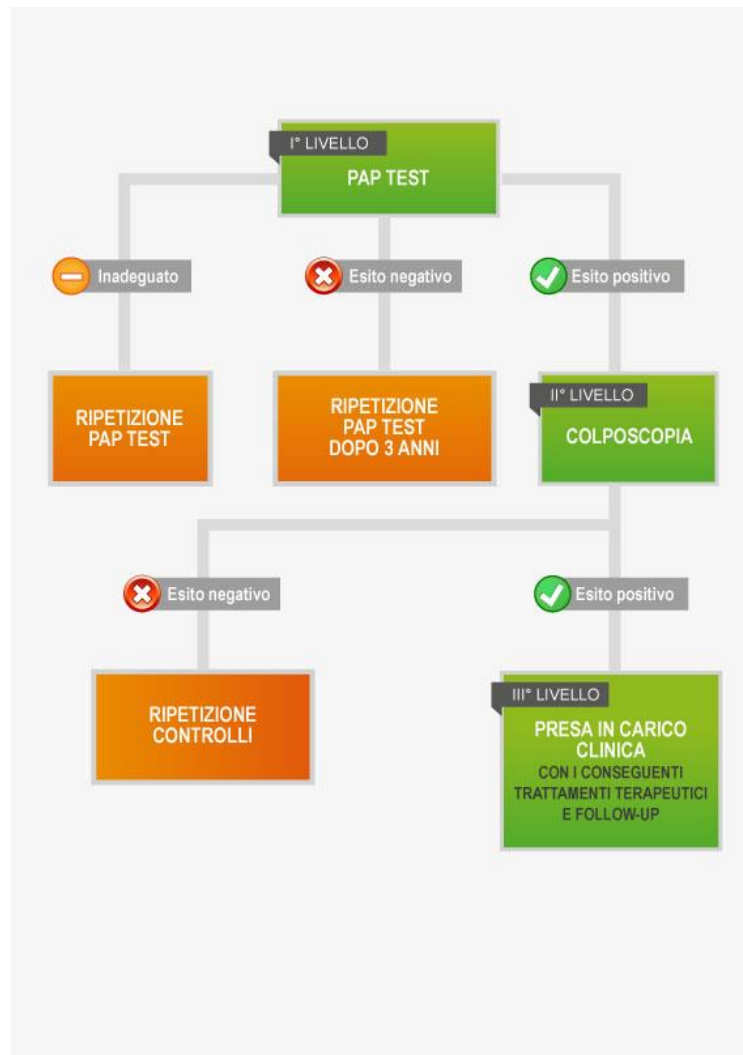 I° LIVELLO
PAP TEST
Inadeguato
Esito negativo
Esito positivo
RIPETIZIONE
PAP TEST
RIPETIZIONE
PAP TEST
DOPO 3 ANNI
II° LIVELLO
COLPOSCOPIA
Esito negativo
Esito positivo
RIPETIZIONE
CONTROLLI
III° LIVELLO
PRESA IN CARICO
CLINICA
CON I CONSEGUENTI
TRATTAMENTI TERAPEUTICI
E FOLLOW-UP